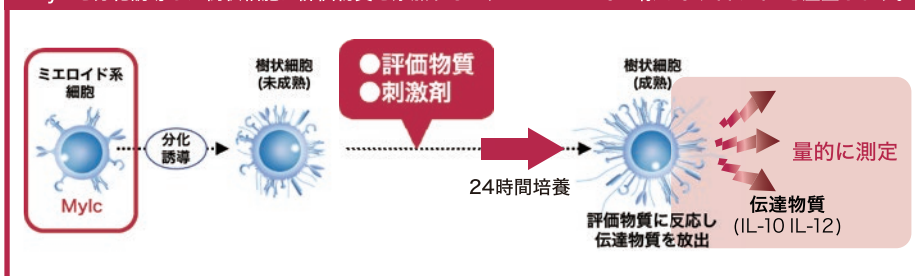 ミエロイド系
細胞
Mylc
分化
誘導
樹状細胞
(未成熟)
●評価物質
●刺激剤
24時間培養
樹状細胞
(成熟)
評価物質に反応し
伝達物質を放出
量的に測定
伝達物質
(IL-10 IL-12)